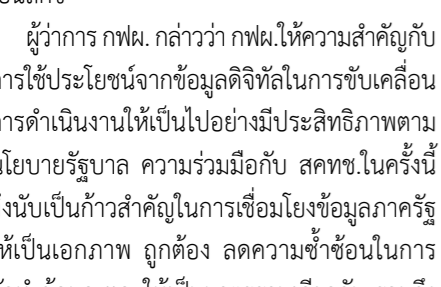 ผู้ว่าการ กฟผ. กล่าวว่า กฟผ.ให้ความสำคัญกับ
การใช้ประโยชน์จากข้อมูลดิจิทัลในการขับเคลื่อน
การดำเนินงานให้เป็นไปอย่างมีประสิทธิภาพตาม
นโยบายรัฐบาล ความร่วมมือกับ สคทช.ในครั้งนี้
จึงนับเป็นก้าวสำคัญในการเชื่อมโยงข้อมูลภาครัฐ
ให้เป็นเอกภาพ ถูกต้อง ลดความซ้ำซ้อนในการ